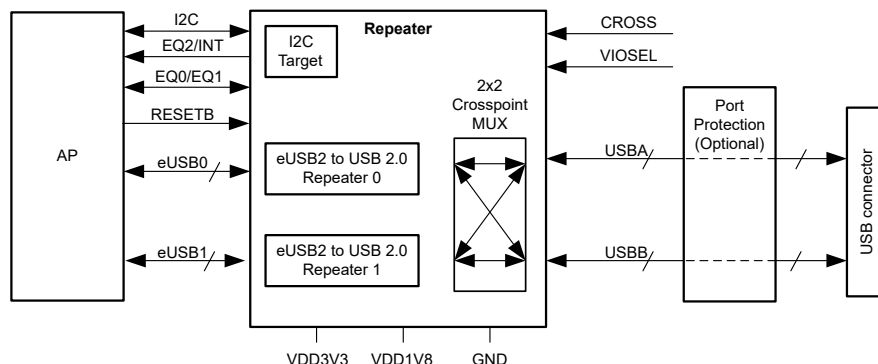 AP
I2C
EQ2/INT
EQ0/EQ1
RESETB
eUSB0
eUSB1
Repeater
I2C
Target
eUSB2 to USB 2.0
Repeater 0
eUSB2 to USB 2.0
Repeater 1
2x2
Crosspoint
MUX
CROSS
VIOSEL
USBA
USBB
Port
Protection
(Optional)
USB connector
VDD3V3
VDD1V8
GND